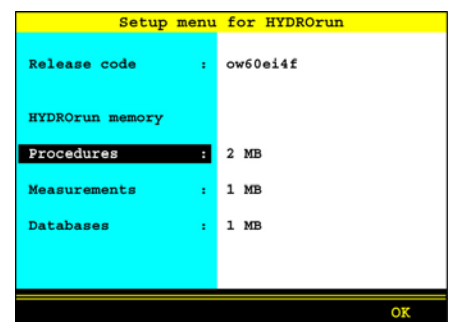 Setup menu for HYDROrun
Release code : ow60ei4f
HYDROrun memory
Procedures : 2 MB
Measurements : 1 MB
Databases : 1 MB
OK